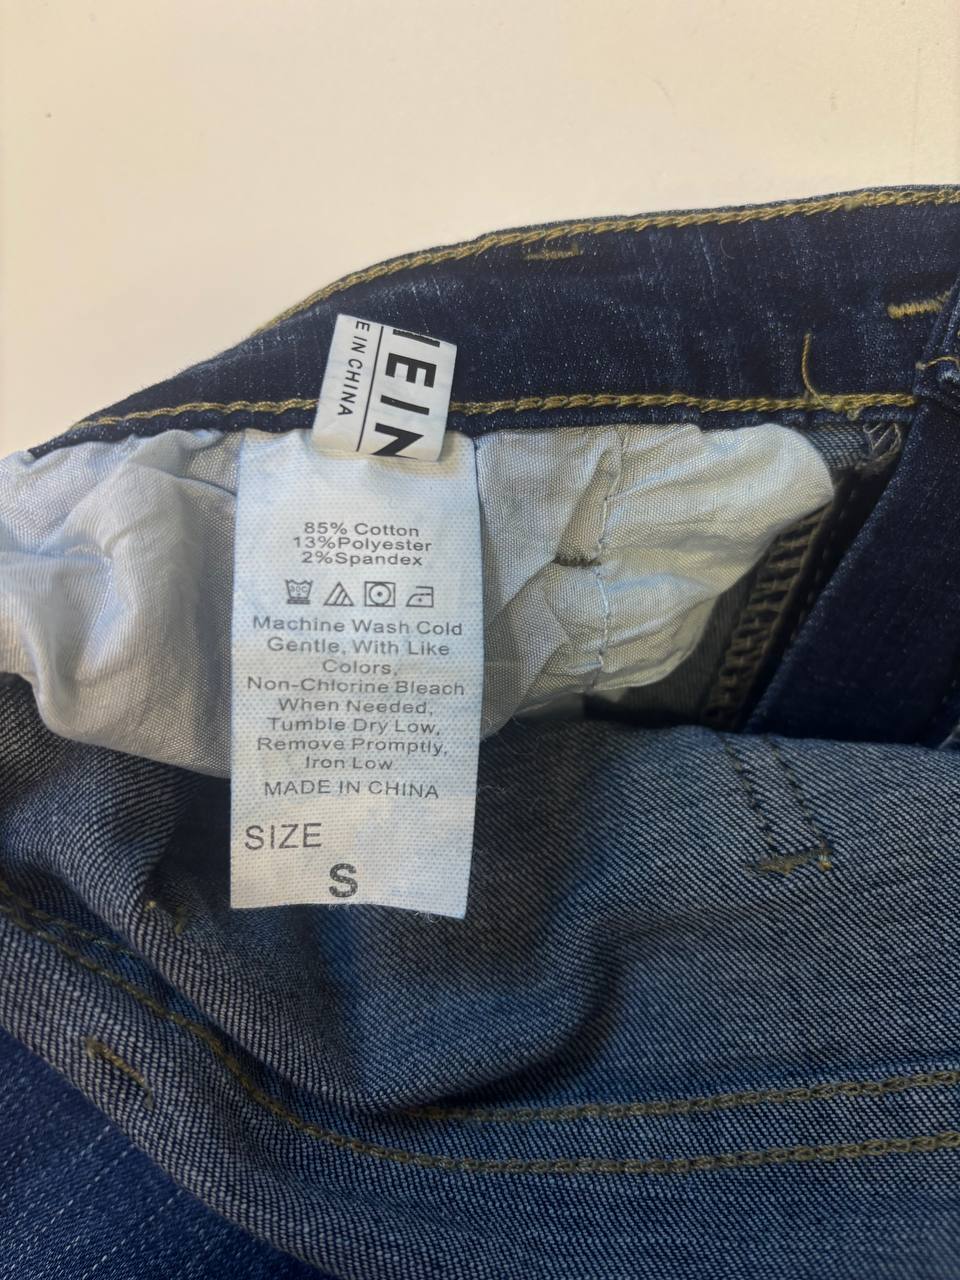 EIN
E IN CHINA
85% Cotton
13%Polyester
2%Spandex
Machine Wash Cold
Gentle, With Like
Colors,
Non-Chlorine Bleach
When Needed,
Tumble Dry Low,
Remove Promptly,
Iron Low
MADE IN CHINA
SIZE
S